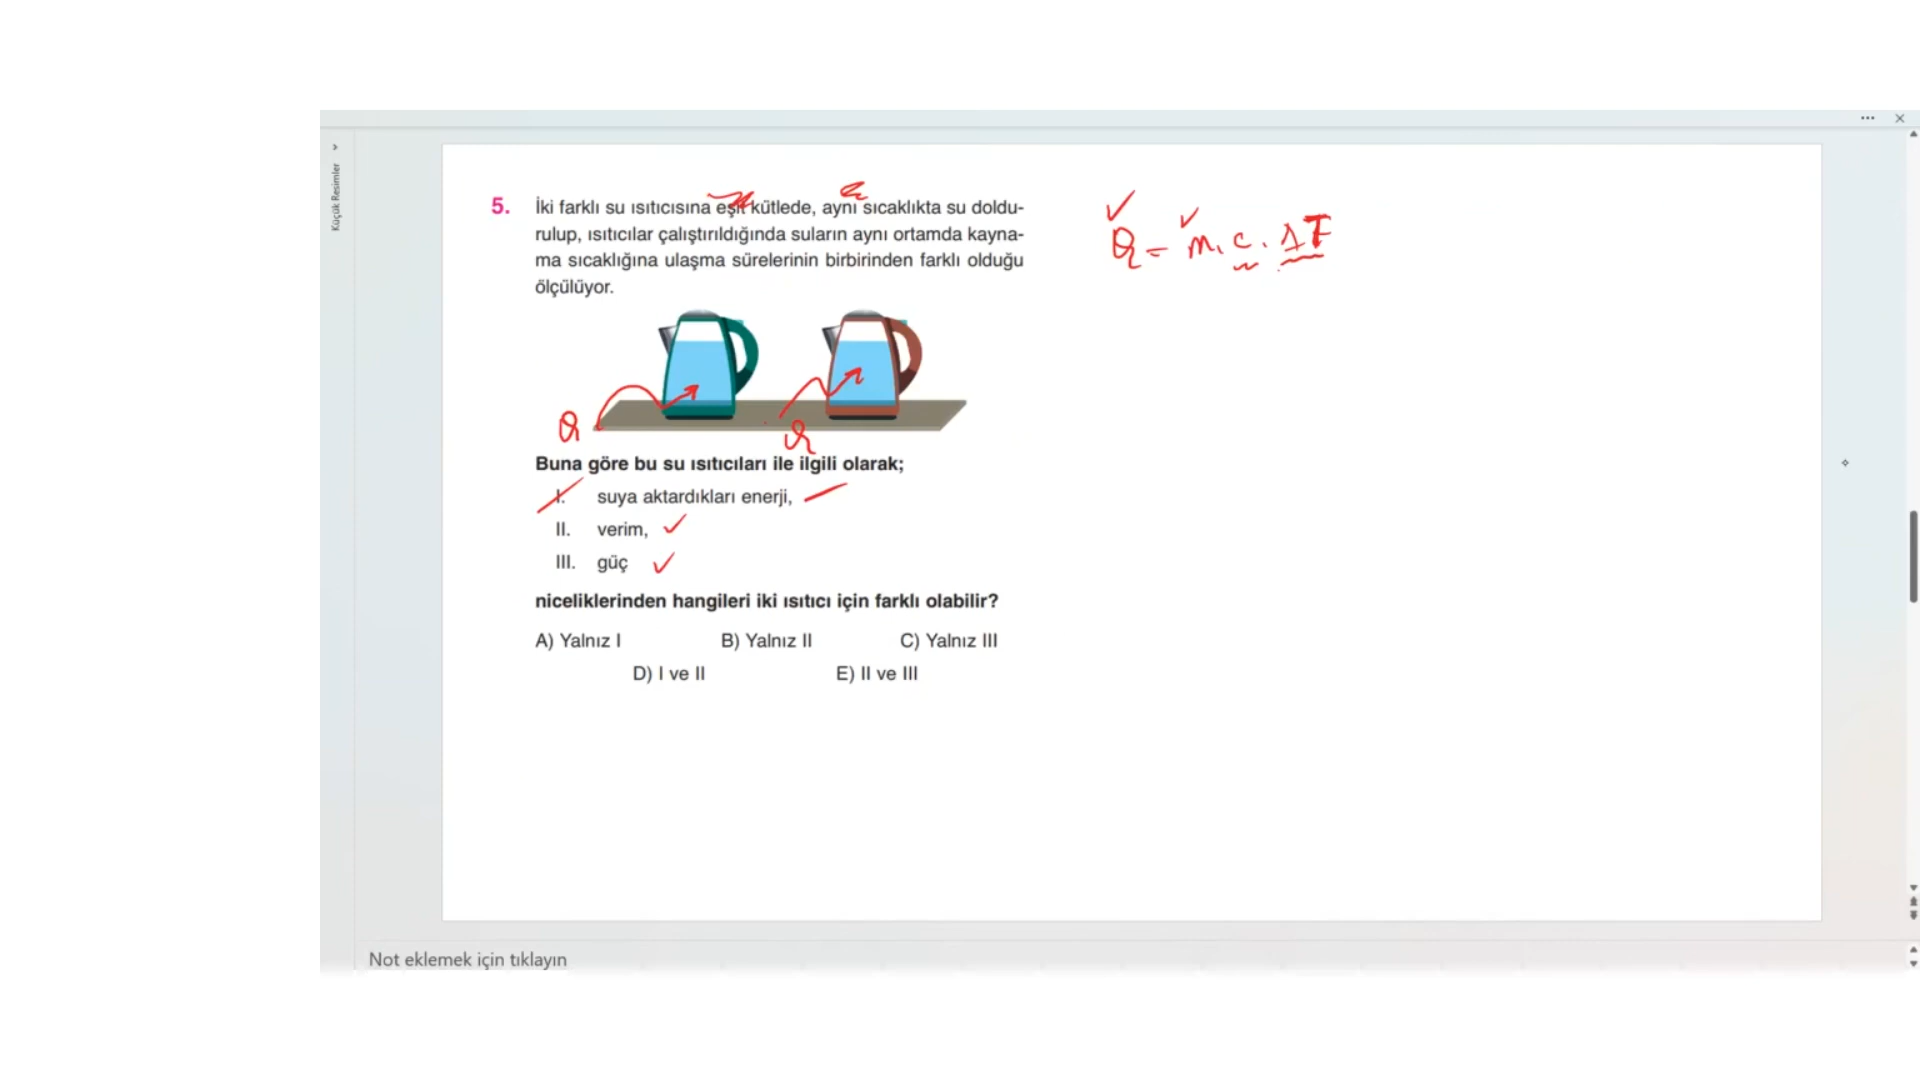 Küçük Resimler
5. İki farklı su ısıtıcısına eşit kütlede, aynı sıcaklıkta su doldu-
rulup, ısıtıcılar çalıştırıldığında suların aynı ortamda kayna-
ma sıcaklığına ulaşma sürelerinin birbirinden farklı olduğu
ölçülüyor.
Q = m.c.ΔT
Q
Q
Buna göre bu su ısıtıcıları ile ilgili olarak;
I. suya aktardıkları enerji,
II. verim,
III. güç
niceliklerinden hangileri iki ısıtıcı için farklı olabilir?
A) Yalnız I B) Yalnız II C) Yalnız III
D) I ve II E) II ve III
Not eklemek için tıklayın